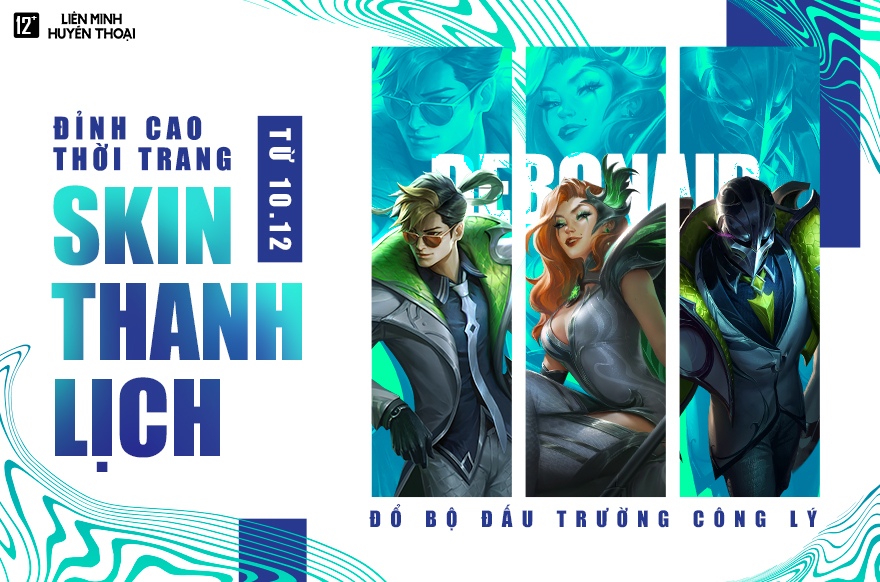 12+
LIÊN MINH
HUYỀN THOẠI
ĐỈNH CAO
THỜI TRANG
TỪ 10.12
SKIN
THANH
LỊCH
DEBONAIR
ĐỔ BỘ ĐẤU TRƯỜNG CÔNG LÝ